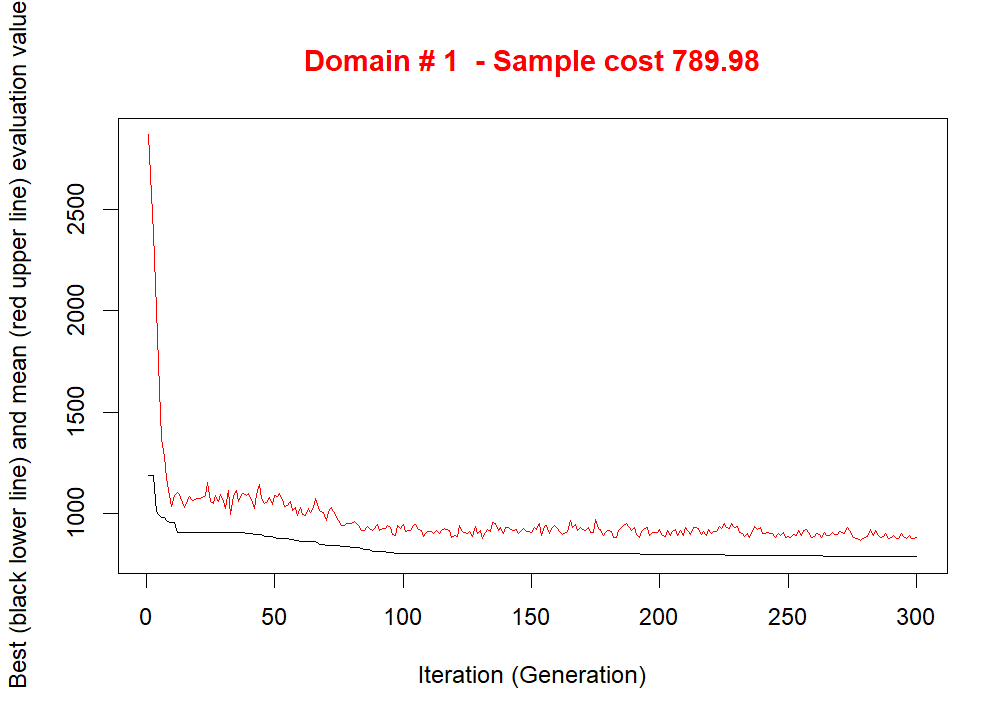 Domain # 1  - Sample cost 789.98
Best (black lower line) and mean (red upper line) evaluation value
2500
2000
1500
1000
0 50 100 150 200 250 300
Iteration (Generation)